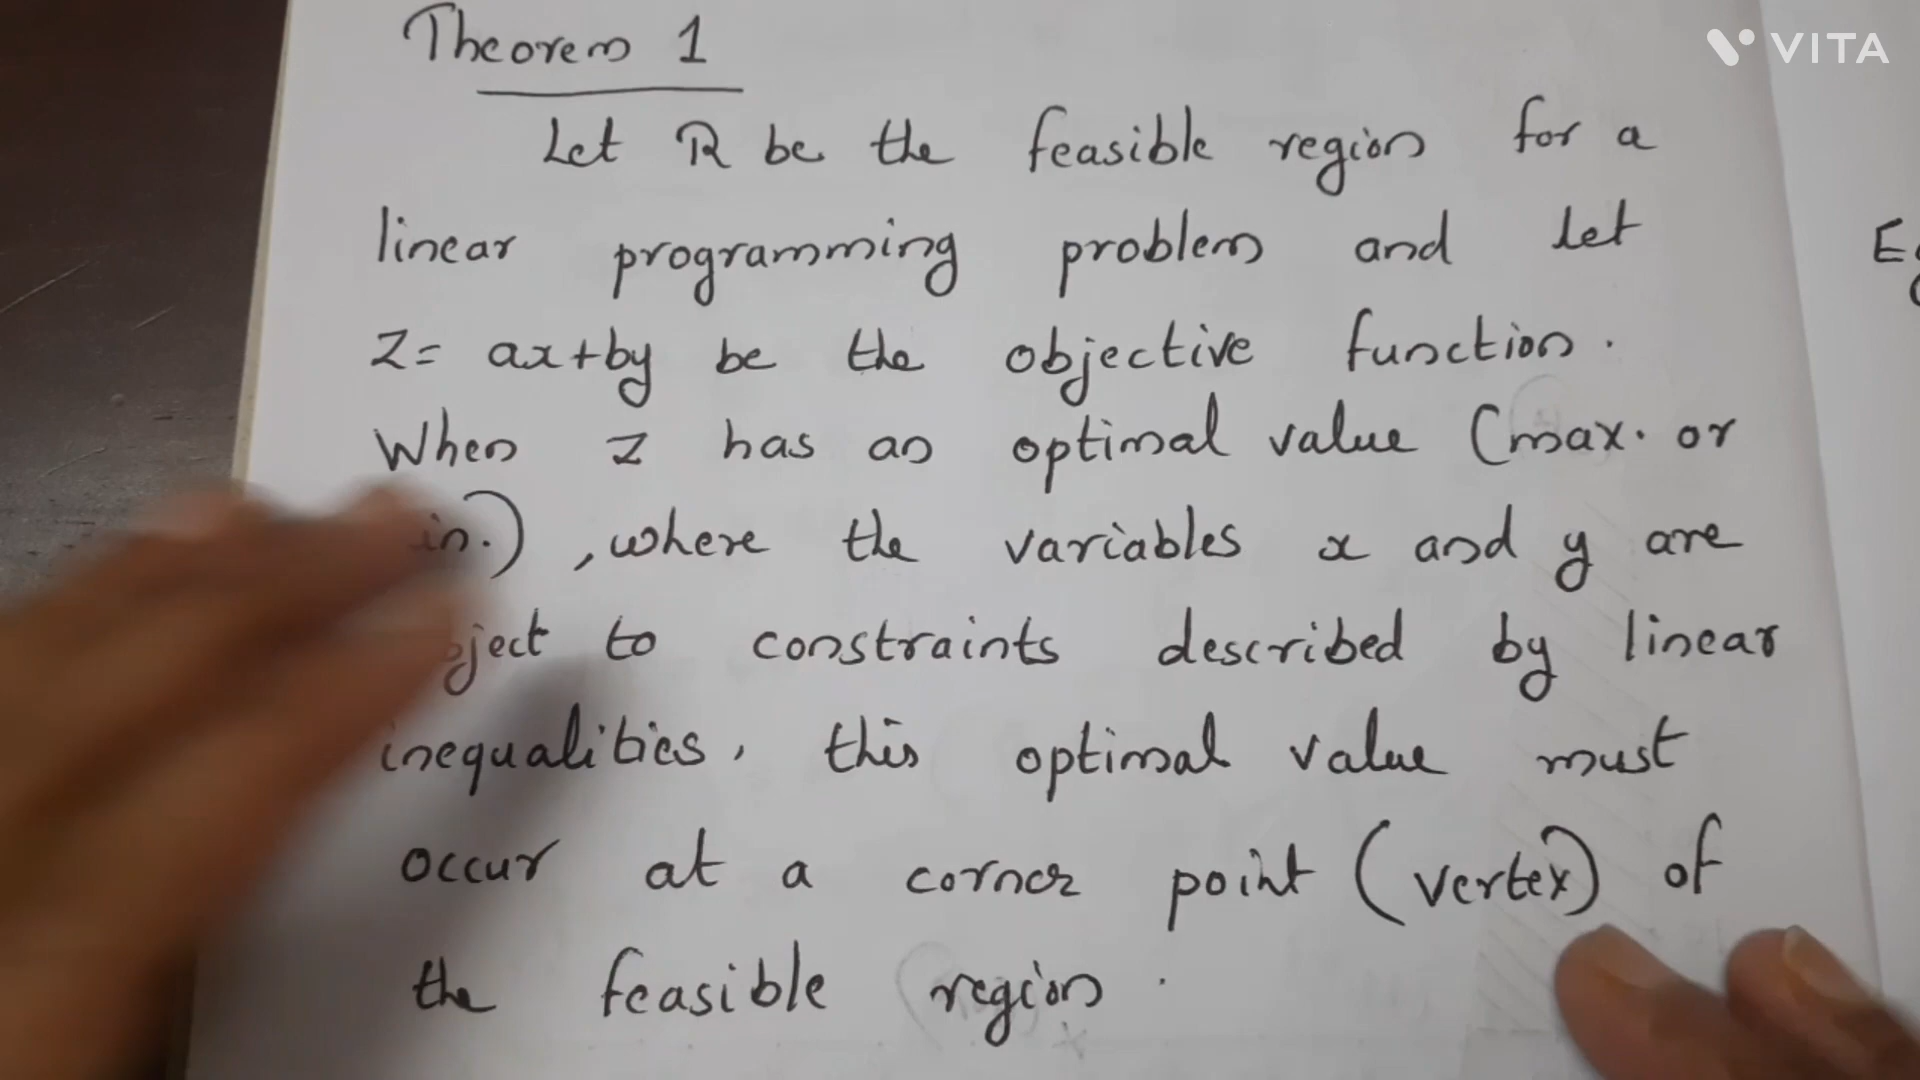 Theorem 1
VITA
Let R be the feasible region for a
linear programming problem and let
Z = ax+by be the objective function.
When Z has an optimal value (max. or
in.), where the variables x and y are
ject to constraints described by linear
inequalities, this optimal value must
occur at a corner point (vertex) of
the feasible region.